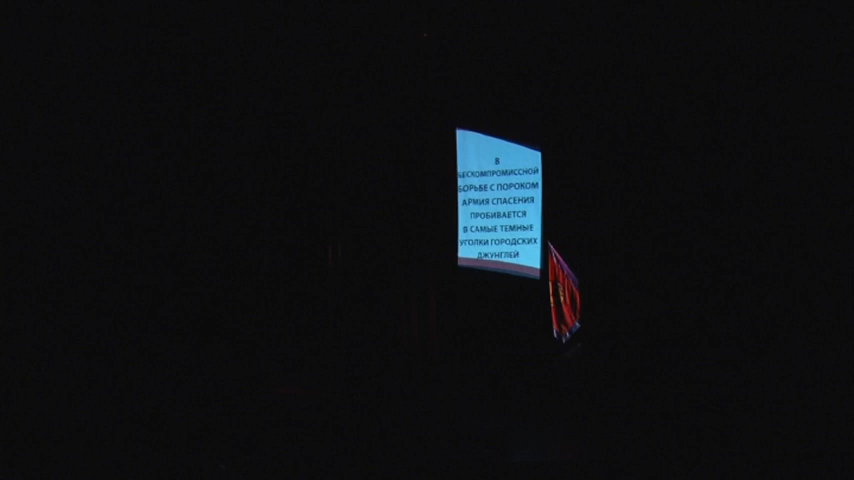 В
БЕСКОМПРОМИССНОЙ
БОРЬБЕ С ПОРОКОМ
АРМИЯ СПАСЕНИЯ
ПРОБИВАЕТСЯ
В САМЫЕ ТЕМНЫЕ
УГОЛКИ ГОРОДСКИХ
ДЖУНГЛЕЙ